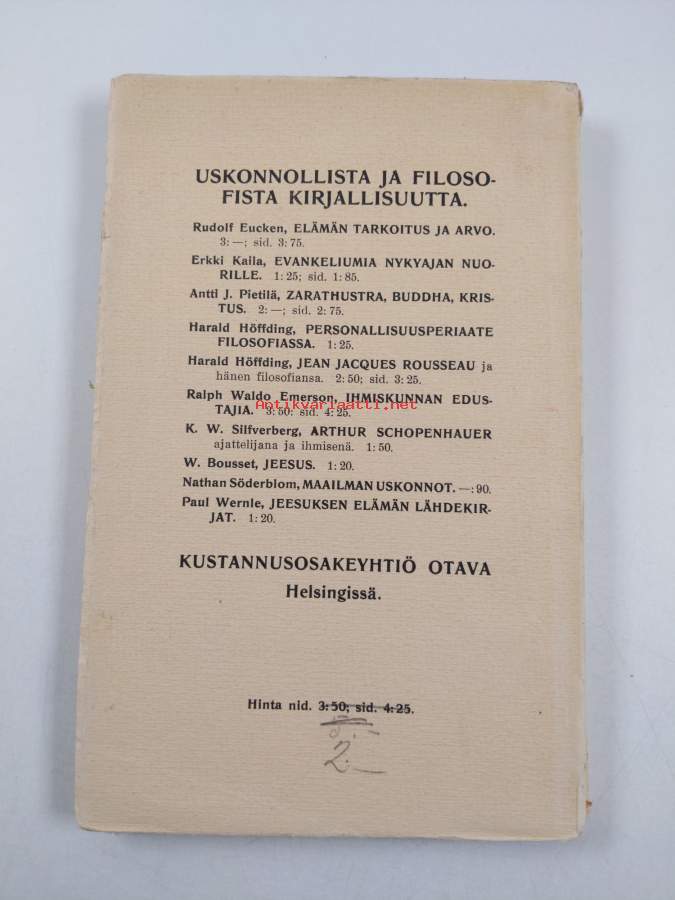 USKONNOLLISTA JA FILOSO-
FISTA KIRJALLISUUTTA.
Rudolf Eucken, ELÄMÄN TARKOITUS JA ARVO.
3: —; sid. 3: 75.
Erkki Kaila, EVANKELIUMIA NYKYAJAN NUO-
RILLE. 1: 25; sid. 1: 85.
Antti J. Pietilä, ZARATHUSTRA, BUDDHA, KRIS-
TUS. 2: —; sid. 2: 75.
Harald Höffding, PERSONALLISUUSPERIAATE
FILOSOFIASSA. 1: 25.
Harald Höffding, JEAN JACQUES ROUSSEAU ja
hänen filosofiansa. 2: 50; sid. 3: 25.
Ralph Waldo Emerson, IHMISKUNNAN EDUS-
Antikvariaatti.net
TAJIA. 3: 50; sid. 4: 25.
K. W. Silfverberg, ARTHUR SCHOPENHAUER
ajattelijana ja ihmisenä. 1: 50.
W. Bousset, JEESUS. 1: 20.
Nathan Söderblom, MAAILMAN USKONNOT. —: 90.
Paul Wernle, JEESUKSEN ELÄMÄN LÄHDEKIR-
JAT. 1: 20.
KUSTANNUSOSAKEYHTIÖ OTAVA
Helsingissä.
Hinta nid. 3: 50; sid. 4: 25.
2.—